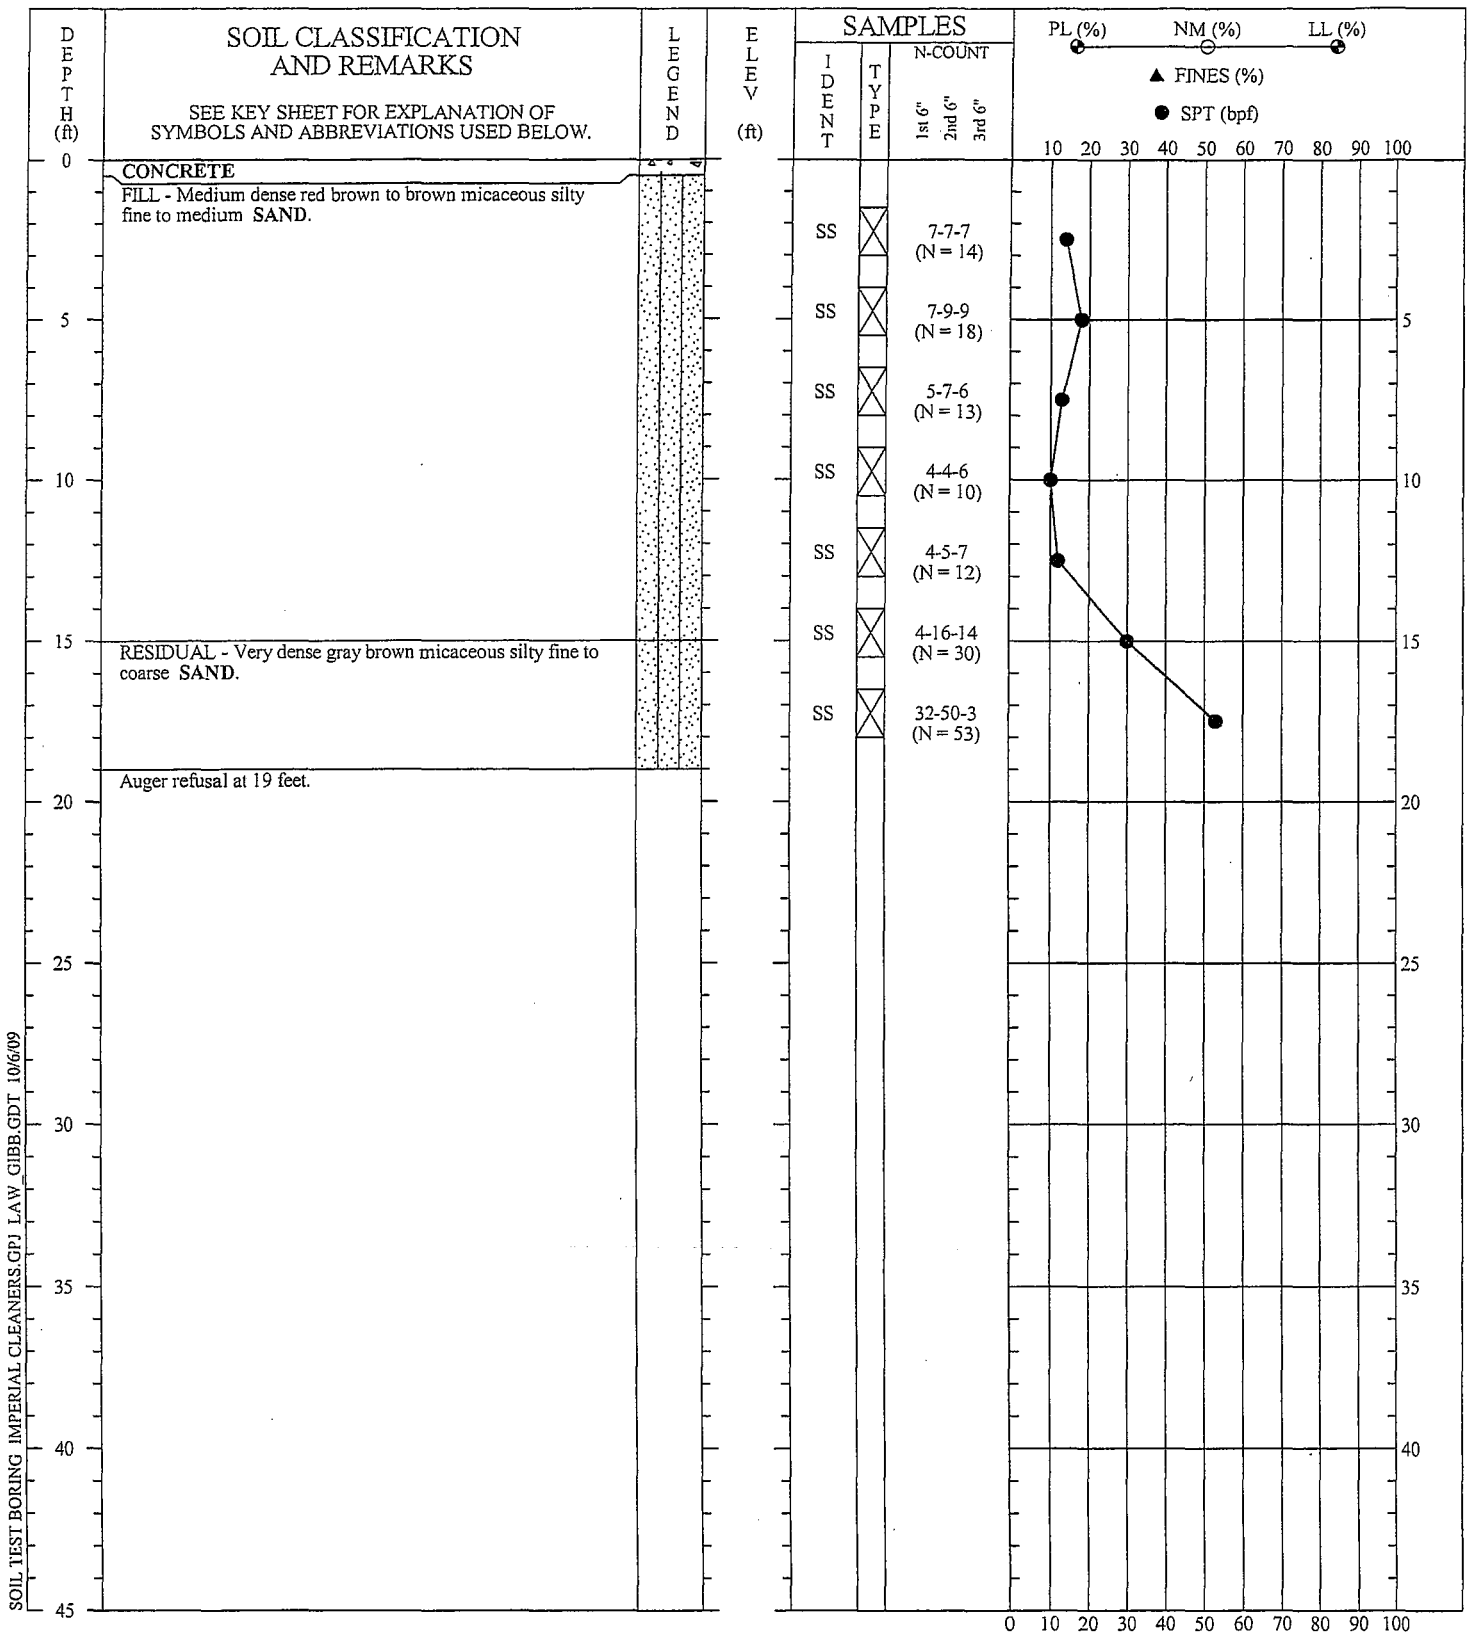 DEPTH (ft)
SOIL CLASSIFICATION
AND REMARKS
SEE KEY SHEET FOR EXPLANATION OF
SYMBOLS AND ABBREVIATIONS USED BELOW.
LEGEND
ELEV (ft)
SAMPLES
IDENT
TYPE
N-COUNT
1st 6"
2nd 6"
3rd 6"
PL (%) NM (%) LL (%)
FINES (%)
SPT (bpf)
10 20 30 40 50 60 70 80 90 100
0
CONCRETE
FILL - Medium dense red brown to brown micaceous silty
fine to medium SAND.
SS 7-7-7
(N = 14)
5 SS 7-9-9 5
(N = 18)
SS 5-7-6
(N = 13)
10 SS 4-4-6 10
(N = 10)
SS 4-5-7
(N = 12)
15 SS 4-16-14 15
(N = 30)
RESIDUAL - Very dense gray brown micaceous silty fine to
coarse SAND.
SS 32-50-3
(N = 53)
Auger refusal at 19 feet.
20 20
25 25
30 30
35 35
40 40
45
0 10 20 30 40 50 60 70 80 90 100
SOIL TEST BORING IMPERIAL CLEANERS.GPJ LAW_GIBB.GDT 10/6/09